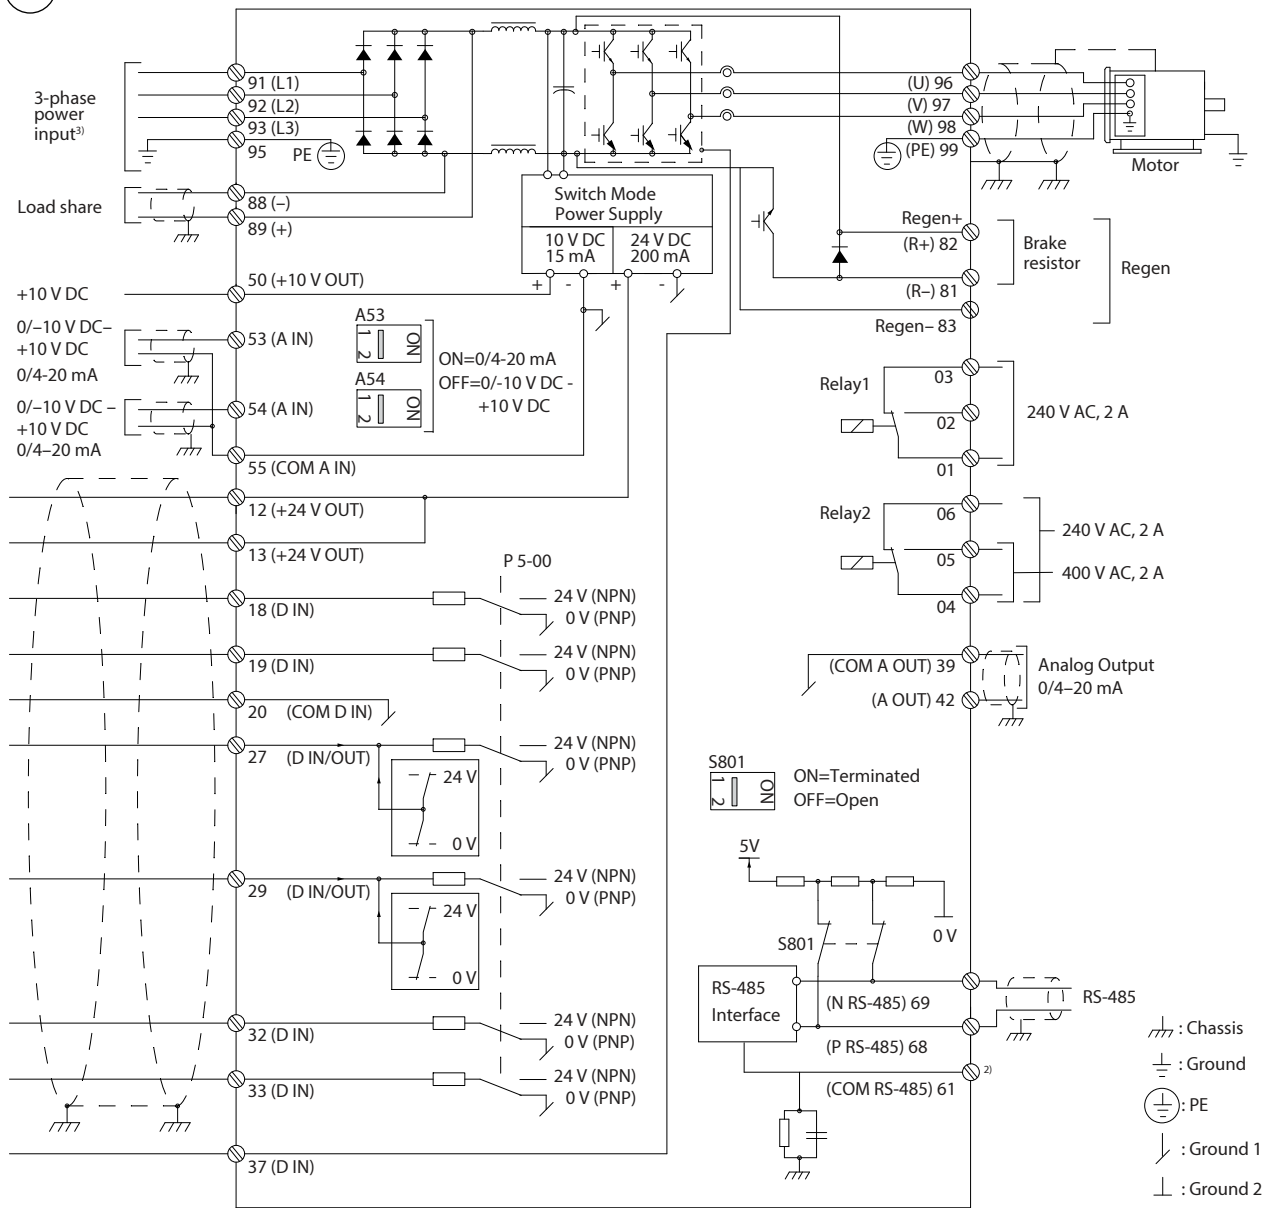 3-phase
power
input3)
91 (L1)
92 (L2)
93 (L3)
95
PE
Load share
88 (–)
89 (+)
+10 V DC
50 (+10 V OUT)
0/–10 V DC–
+10 V DC
0/4-20 mA
53 (A IN)
0/–10 V DC –
+10 V DC
0/4–20 mA
54 (A IN)
55 (COM A IN)
12 (+24 V OUT)
13 (+24 V OUT)
18 (D IN)
19 (D IN)
20 (COM D IN)
27 (D IN/OUT)
24 V
0 V
29 (D IN/OUT)
24 V
0 V
32 (D IN)
33 (D IN)
37 (D IN)
A53
1
2
ON
A54
1
2
ON
ON=0/4-20 mA
OFF=0/-10 V DC -
+10 V DC
P 5-00
24 V (NPN)
0 V (PNP)
24 V (NPN)
0 V (PNP)
24 V (NPN)
0 V (PNP)
24 V (NPN)
0 V (PNP)
24 V (NPN)
0 V (PNP)
24 V (NPN)
0 V (PNP)
Switch Mode
Power Supply
10 V DC
15 mA
24 V DC
200 mA
+ - + -
(U) 96
(V) 97
(W) 98
(PE) 99
Motor
Regen+
(R+) 82
(R–) 81
Regen– 83
Brake
resistor
Regen
Relay1
03
02
01
240 V AC, 2 A
Relay2
06
05
04
240 V AC, 2 A
400 V AC, 2 A
(COM A OUT) 39
(A OUT) 42
Analog Output
0/4–20 mA
S801
1
2
ON
ON=Terminated
OFF=Open
5V
0 V
S801
RS-485
Interface
(N RS-485) 69
(P RS-485) 68
(COM RS-485) 61
2)
RS-485
: Chassis
: Ground
: PE
: Ground 1
: Ground 2